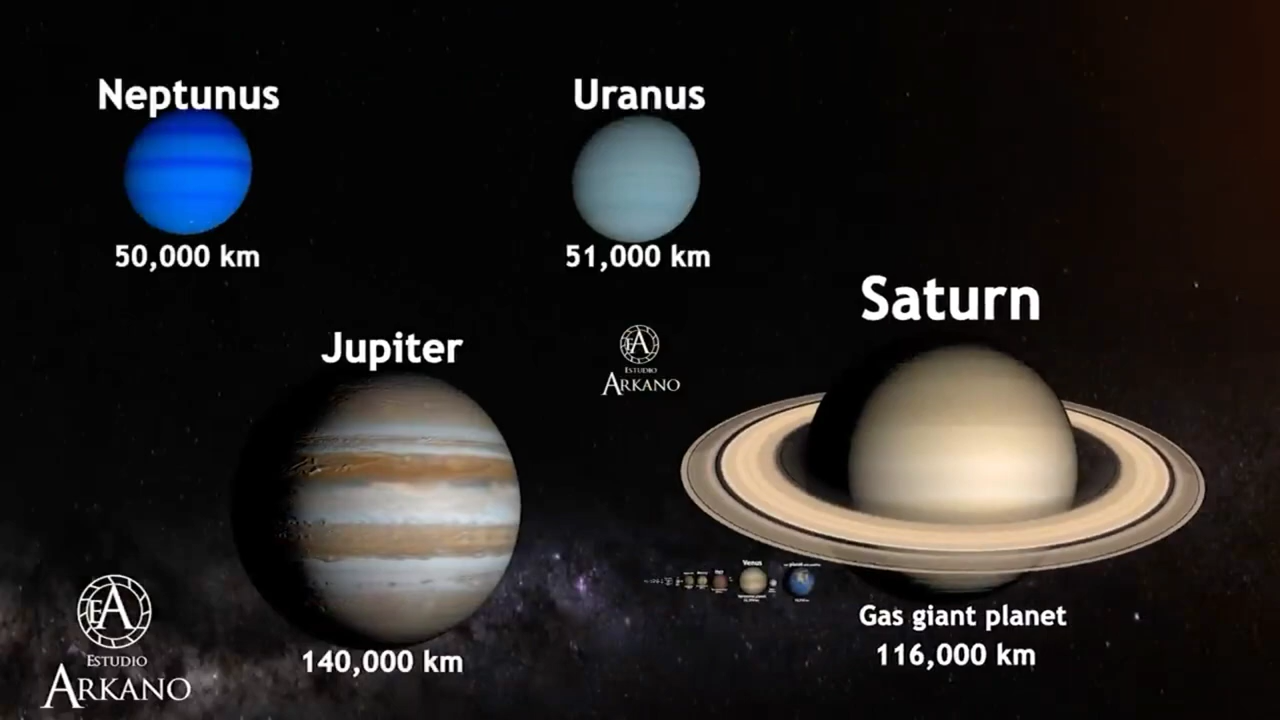 Neptunus
50,000 km
Uranus
51,000 km
Jupiter
140,000 km
ESTUDIO
ARKANO
Saturn
Gas giant planet
116,000 km
Venus
EA
ESTUDIO
ARKANO